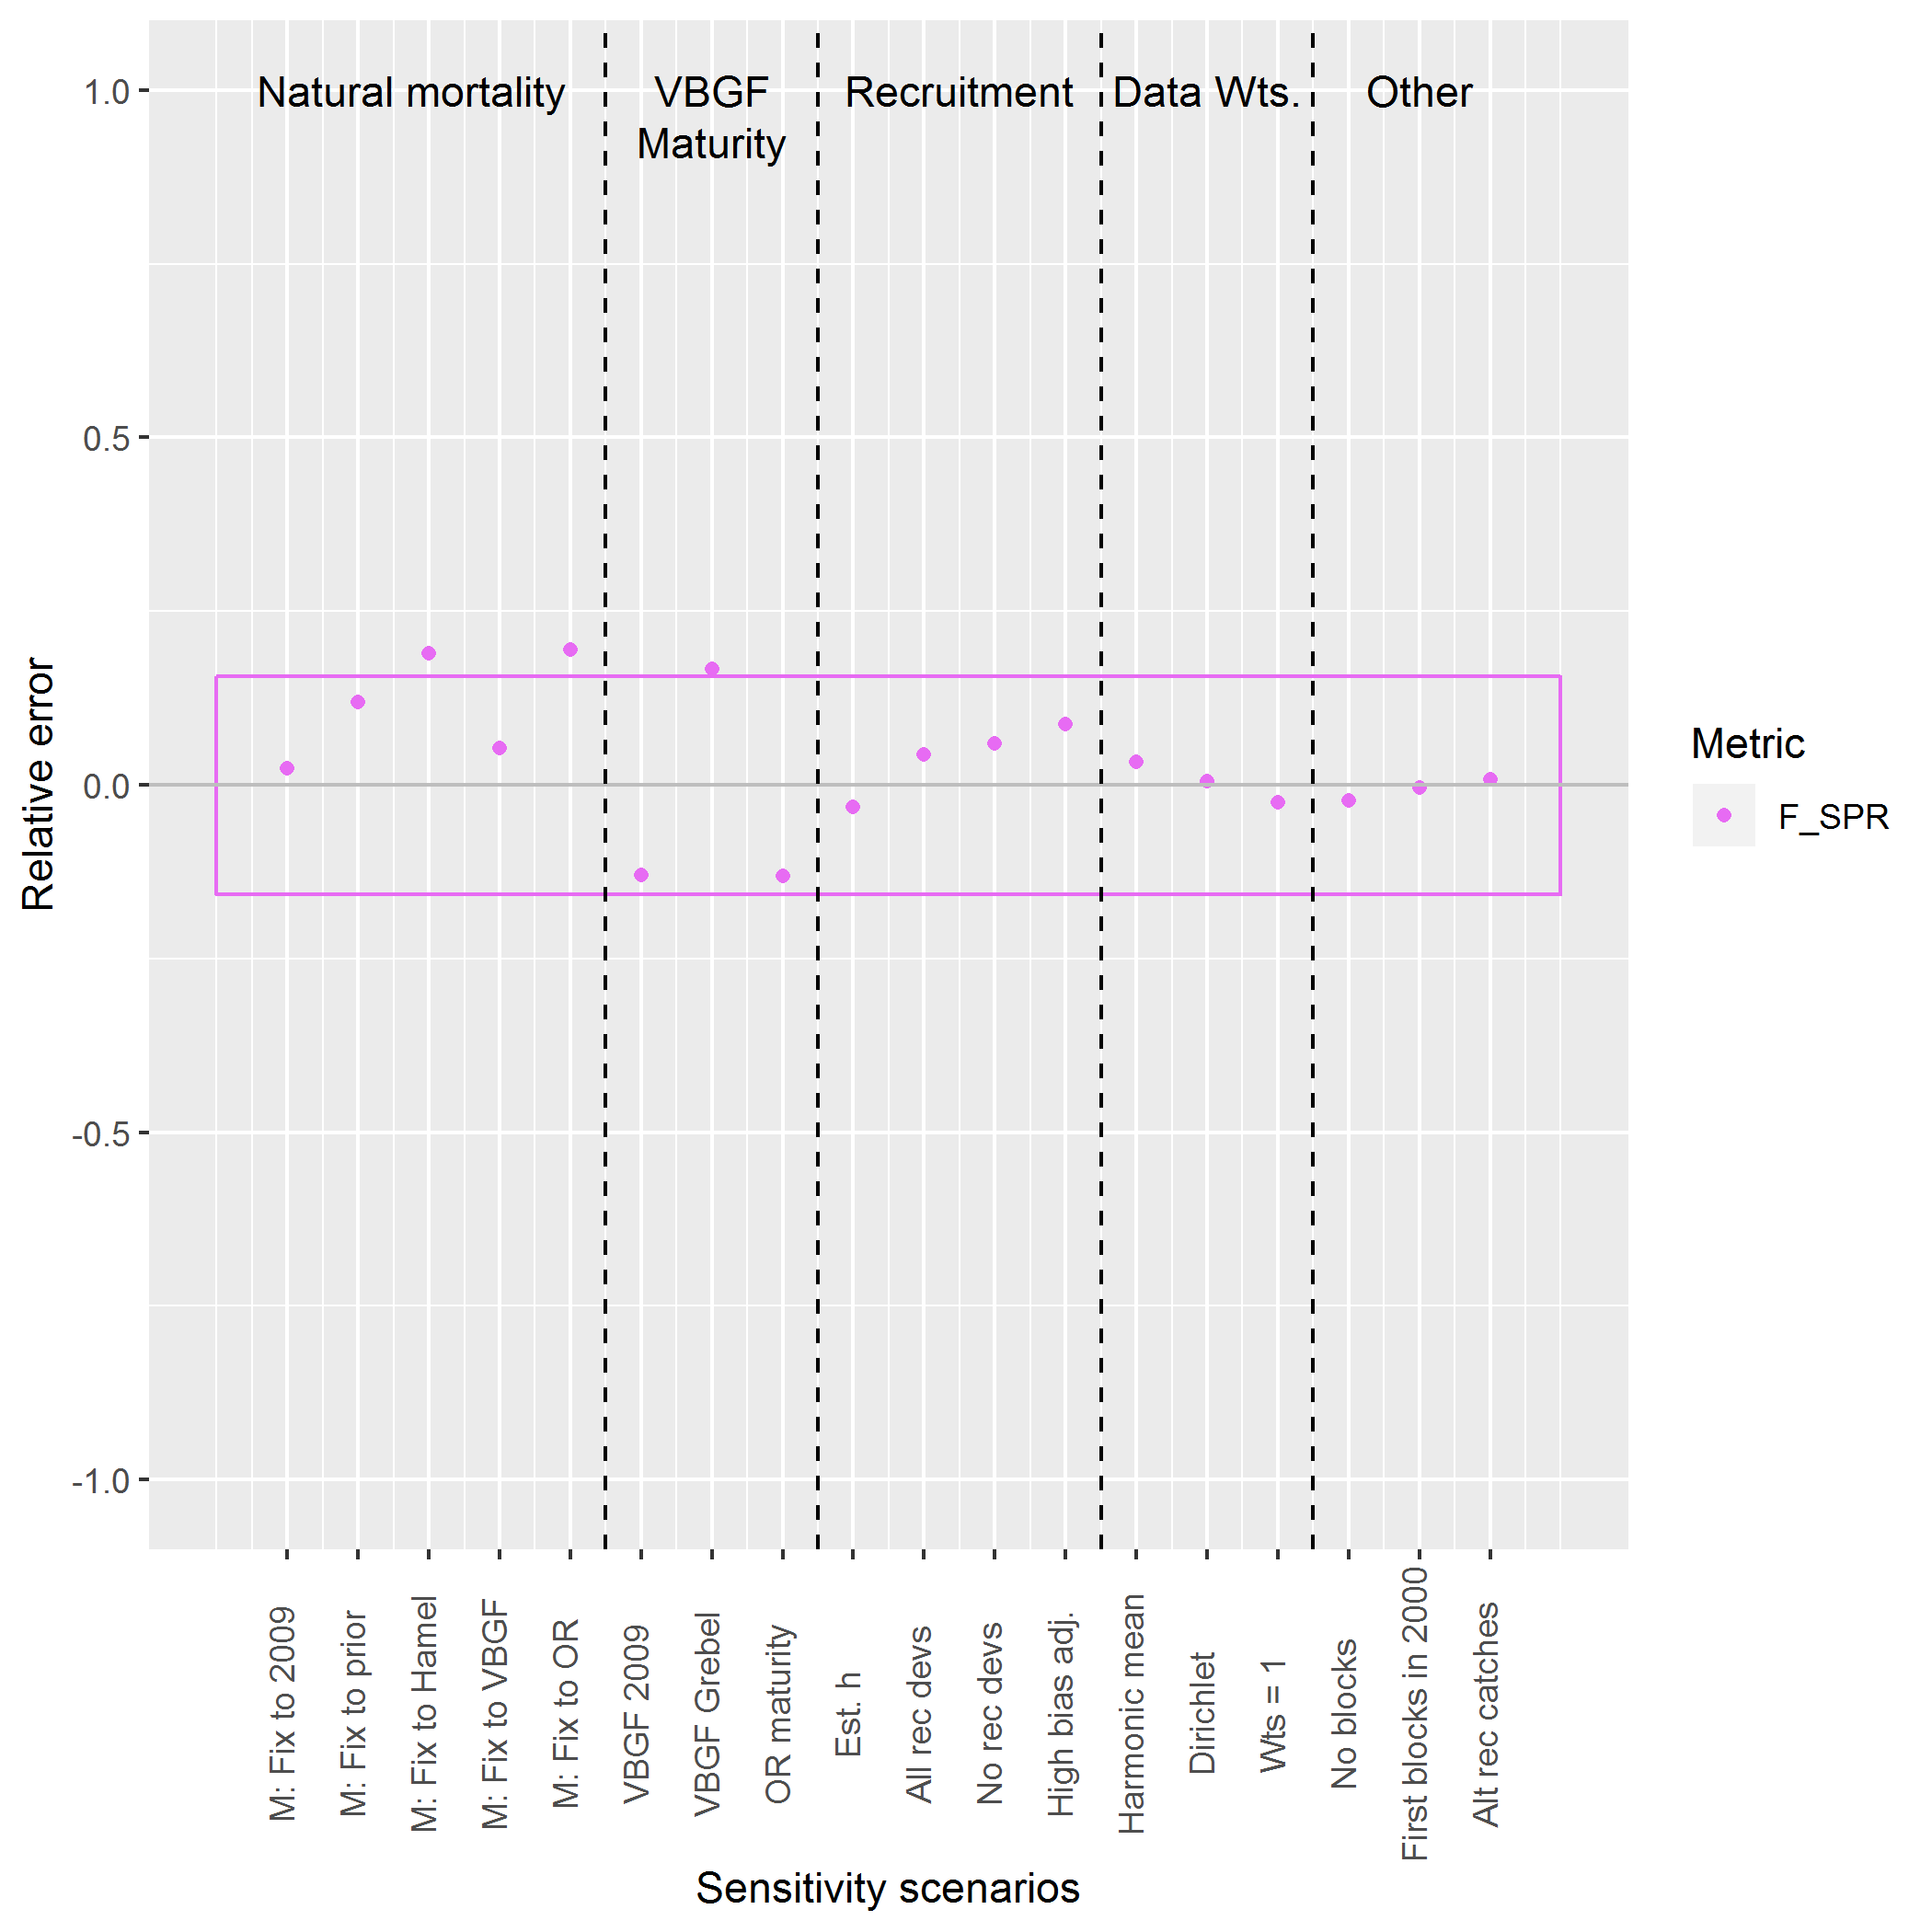 Natural mortality
VBGF
Maturity
Recruitment
Data Wts.
Other
1.0
0.5
0.0
-0.5
-1.0
Relative error
M: Fix to 2009
M: Fix to prior
M: Fix to Hamel
M: Fix to VBGF
M: Fix to OR
VBGF 2009
VBGF Grebel
OR maturity
Est. h
All rec devs
No rec devs
High bias adj.
Harmonic mean
Dirichlet
Wts = 1
No blocks
First blocks in 2000
Alt rec catches
Sensitivity scenarios
Metric
F_SPR